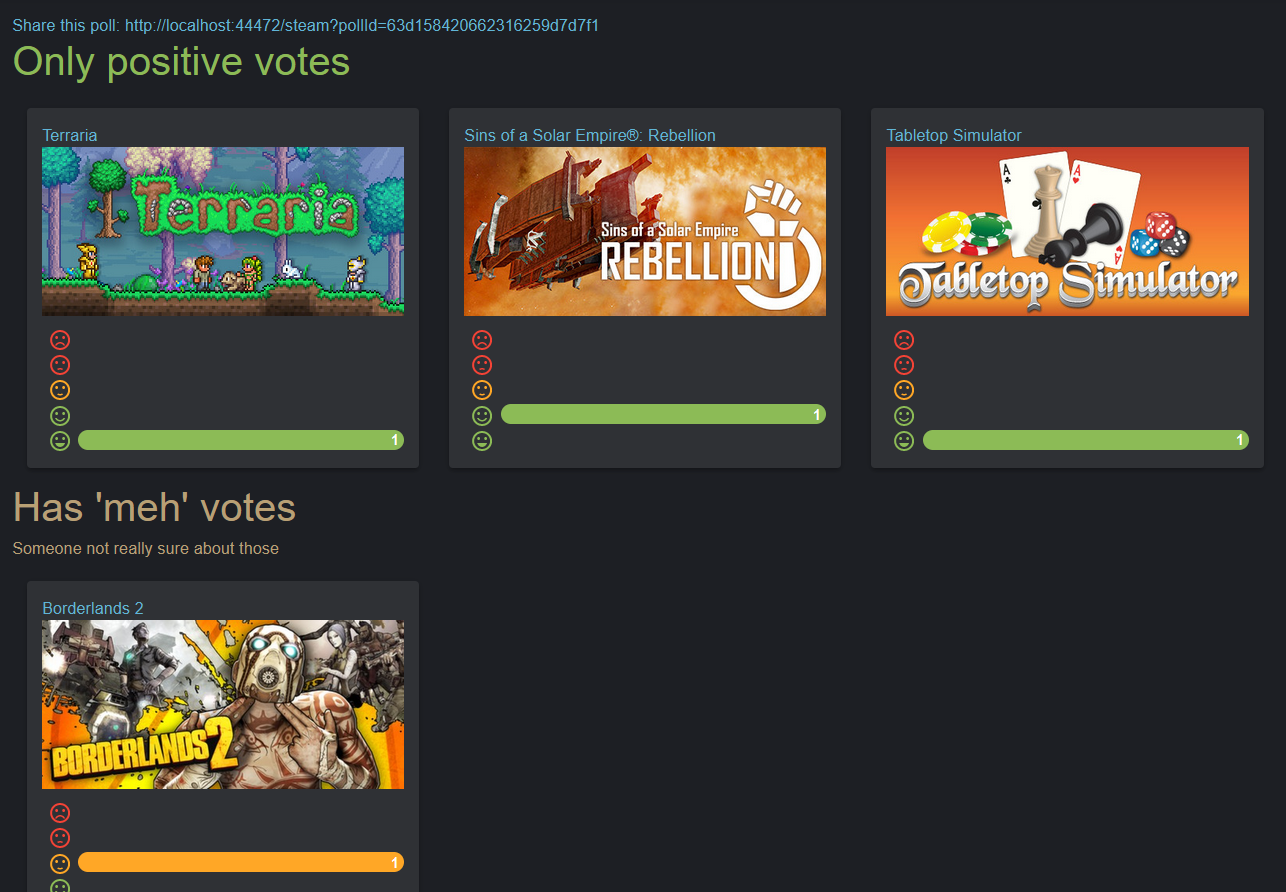 Share this poll: http://localhost:44472/steam?pollId=63d158420662316259d7d7f1
Only positive votes
Terraria
Terraria
1
Sins of a Solar Empire®: Rebellion
Sins of a Solar Empire
REBELLION
1
Tabletop Simulator
A
A
A
Tabletop Simulator
1
Has 'meh' votes
Someone not really sure about those
Borderlands 2
BORDERLANDS 2
1